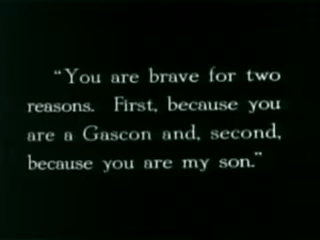 "You are brave for two
reasons. First, because you
are a Gascon and, second,
because you are my son."